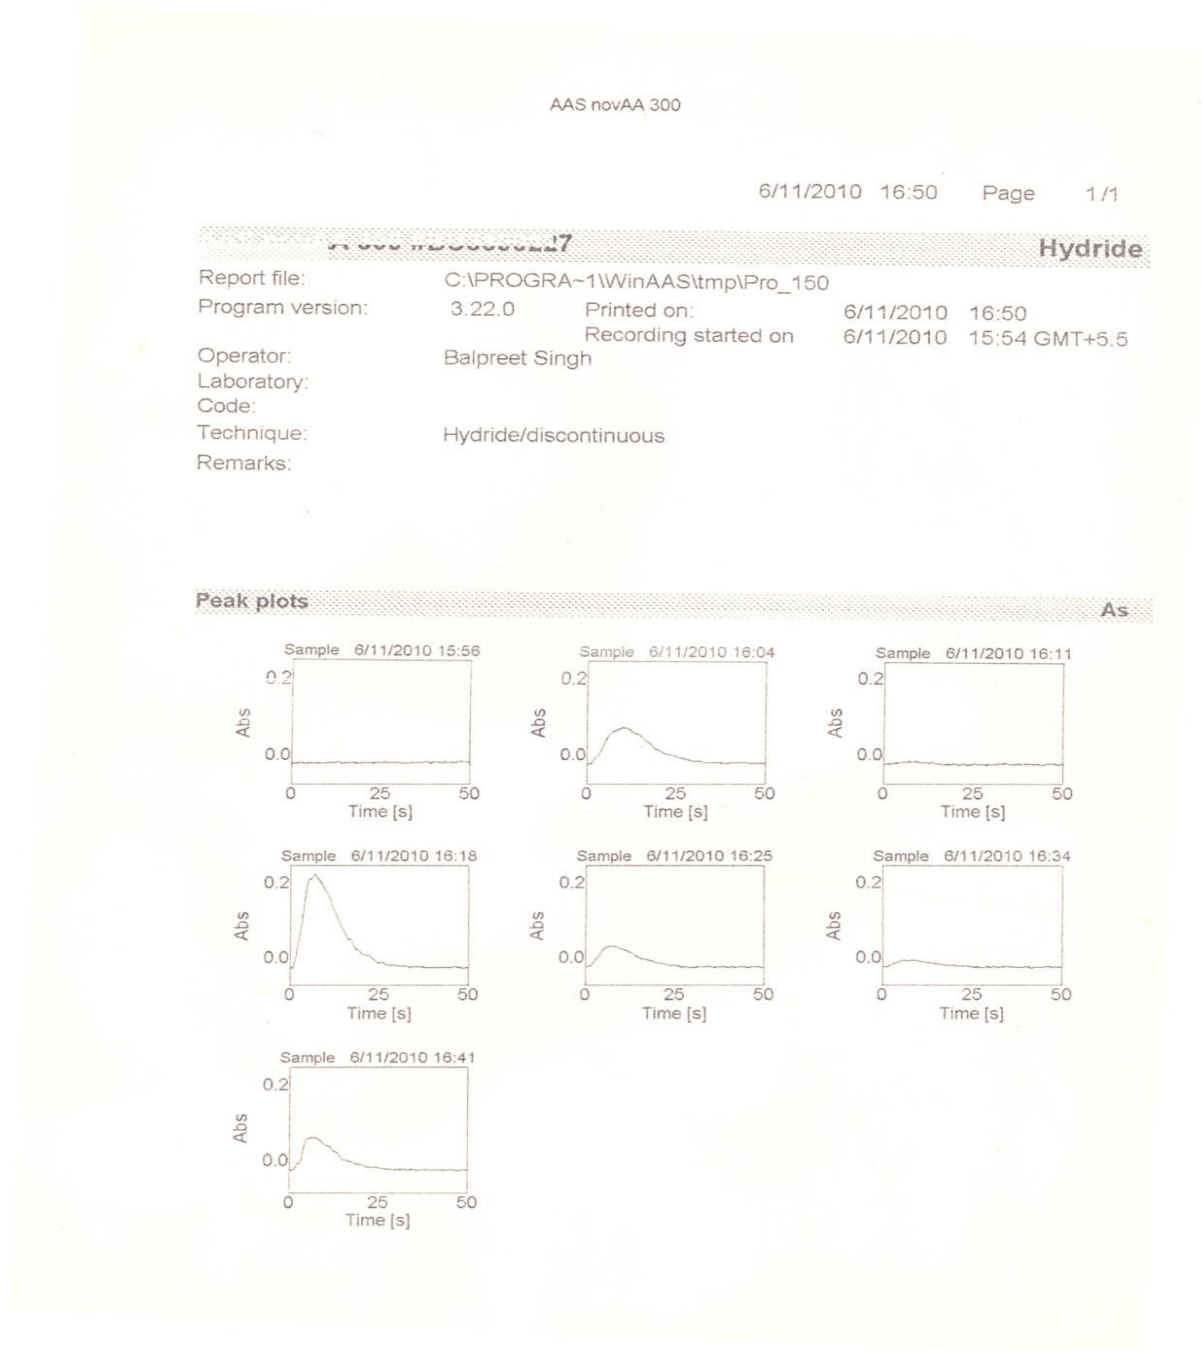 AAS novAA 300
6/11/2010 16:50 Page 1 /1
Hydride
Report file: C:\PROGRA~1\WinAAS\tmp\Pro_150
Program version: 3.22.0 Printed on: 6/11/2010 16:50
Recording started on 6/11/2010 15:54 GMT+5.5
Operator: Balpreet Singh
Laboratory:
Code:
Technique: Hydride/discontinuous
Remarks:
Peak plots As
Sample 6/11/2010 15:56 Sample 6/11/2010 16:04 Sample 6/11/2010 16:11
0.2 0.2 0.2
Abs Abs Abs
0.0 0.0 0.0
0 25 50 0 25 50 0 25 50
Time [s] Time [s] Time [s]
Sample 6/11/2010 16:18 Sample 6/11/2010 16:25 Sample 6/11/2010 16:34
0.2 0.2 0.2
Abs Abs Abs
0.0 0.0 0.0
0 25 50 0 25 50 0 25 50
Time [s] Time [s] Time [s]
Sample 6/11/2010 16:41
0.2
Abs
0.0
0 25 50
Time [s]